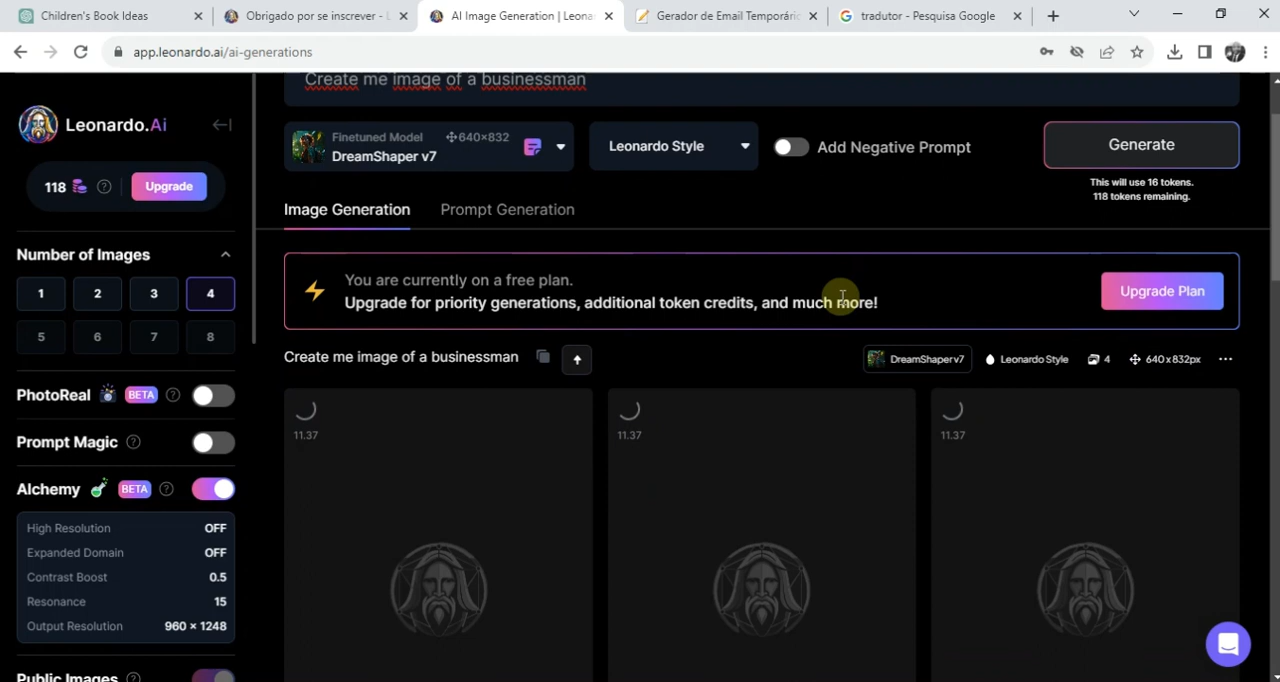 Children's Book Ideas
Obrigado por se inscrever - L
AI Image Generation | Leona
Gerador de Email Temporári
tradutor - Pesquisa Google
app.leonardo.ai/ai-generations
Create me image of a businessman
Leonardo.Ai
118
Upgrade
Finetuned Model
640×832
DreamShaper v7
Leonardo Style
Add Negative Prompt
Generate
This will use 16 tokens.
118 tokens remaining.
Image Generation
Prompt Generation
Number of Images
1 2 3 4
5 6 7 8
You are currently on a free plan.
Upgrade for priority generations, additional token credits, and much more!
Upgrade Plan
Create me image of a businessman
DreamShaper v7
Leonardo Style
4
640x832px
PhotoReal BETA
Prompt Magic
Alchemy BETA
High Resolution OFF
Expanded Domain OFF
Contrast Boost 0.5
Resonance 15
Output Resolution 960 × 1248
Public Images
11.37
11.37
11.37